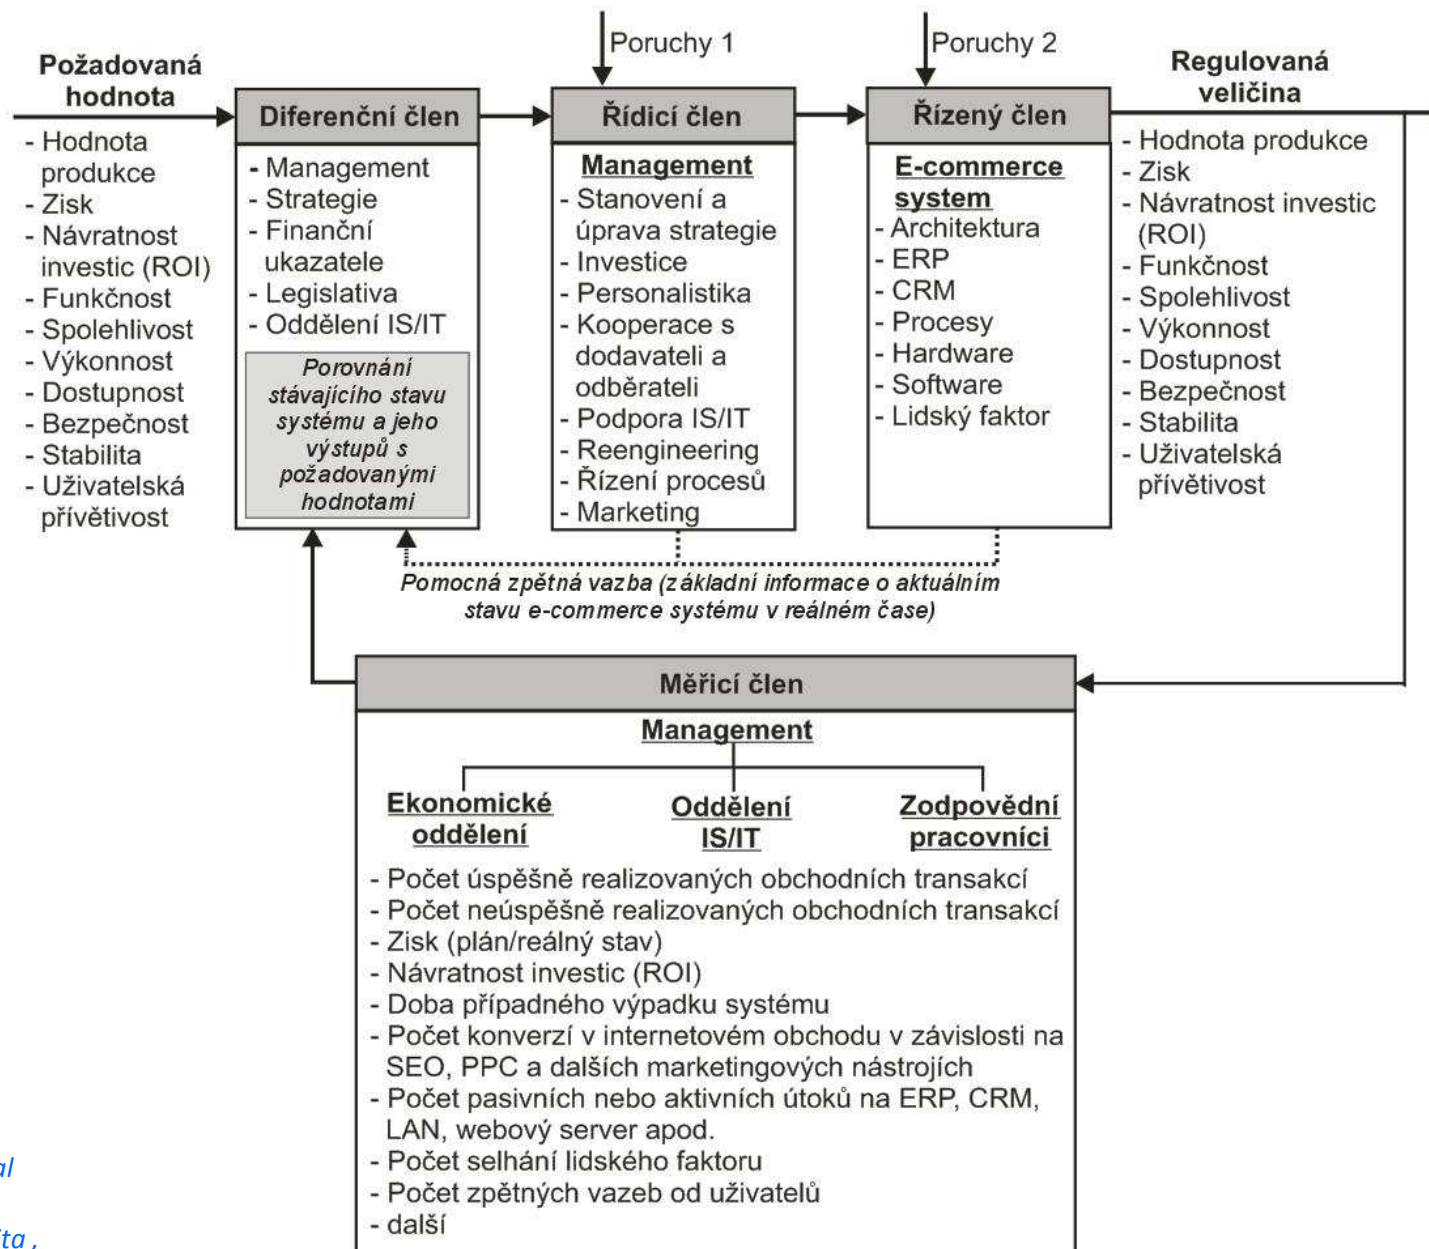 Poruchy 1
Poruchy 2
Požadovaná
hodnota
- Hodnota
produkce
- Zisk
- Návratnost
investic (ROI)
- Funkčnost
- Spolehlivost
- Výkonnost
- Dostupnost
- Bezpečnost
- Stabilita
- Uživatelská
přívětivost
Diferenční člen
- Management
- Strategie
- Finanční
ukazatele
- Legislativa
- Oddělení IS/IT
Porovnání
stávajícího stavu
systému a jeho
výstupů s
požadovanými
hodnotami
Řídicí člen
Management
- Stanovení a
úprava strategie
- Investice
- Personalistika
- Kooperace s
dodavateli a
odběrateli
- Podpora IS/IT
- Reengineering
- Řízení procesů
- Marketing
Řízený člen
E-commerce
system
- Architektura
- ERP
- CRM
- Procesy
- Hardware
- Software
- Lidský faktor
Regulovaná
veličina
- Hodnota produkce
- Zisk
- Návratnost investic
(ROI)
- Funkčnost
- Spolehlivost
- Výkonnost
- Dostupnost
- Bezpečnost
- Stabilita
- Uživatelská
přívětivost
Pomocná zpětná vazba (základní informace o aktuálním
stavu e-commerce systému v reálném čase)
Měřicí člen
Management
Ekonomické
oddělení
Oddělení
IS/IT
Zodpovědní
pracovníci
- Počet úspěšně realizovaných obchodních transakcí
- Počet neúspěšně realizovaných obchodních transakcí
- Zisk (plán/reálný stav)
- Návratnost investic (ROI)
- Doba případného výpadku systému
- Počet konverzí v internetovém obchodu v závislosti na
SEO, PPC a dalších marketingových nástrojích
- Počet pasivních nebo aktivních útoků na ERP, CRM,
LAN, webový server apod.
- Počet selhání lidského faktoru
- Počet zpětných vazeb od uživatelů
- další
al
ta ,